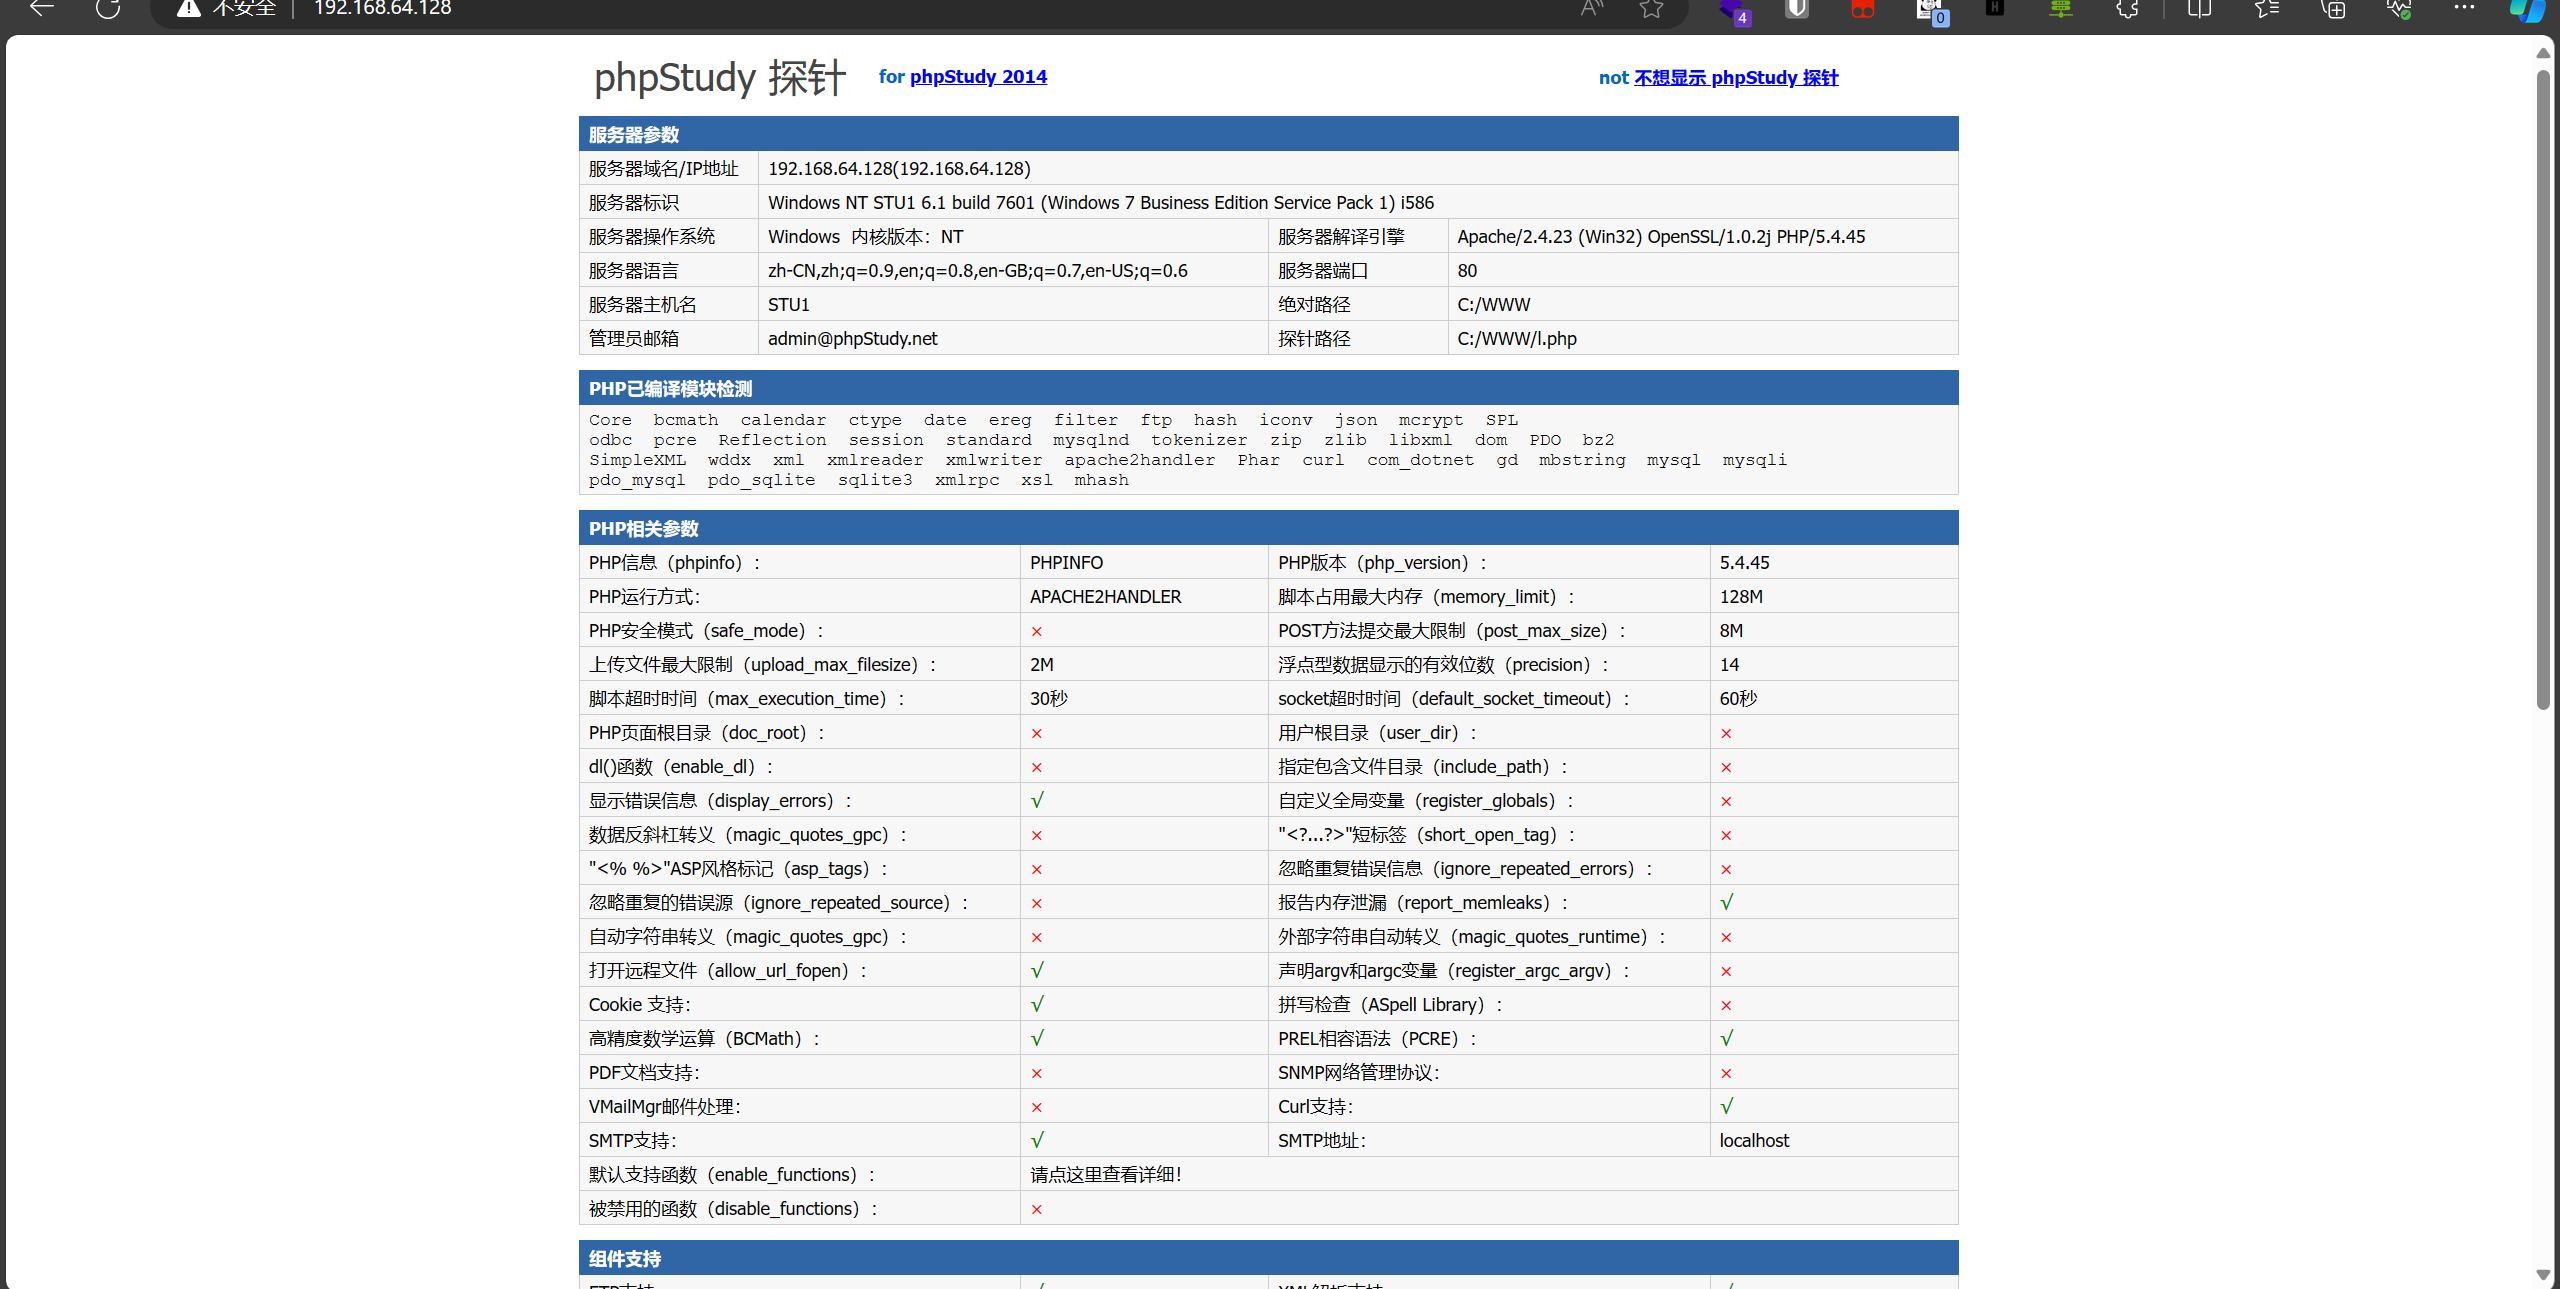 不安全 192.168.64.128
4 0 H
phpStudy 探针 for phpStudy 2014 not 不想显示 phpStudy 探针
服务器参数
服务器域名/IP地址 192.168.64.128(192.168.64.128)
服务器标识 Windows NT STU1 6.1 build 7601 (Windows 7 Business Edition Service Pack 1) i586
服务器操作系统 Windows 内核版本：NT 服务器解译引擎 Apache/2.4.23 (Win32) OpenSSL/1.0.2j PHP/5.4.45
服务器语言 zh-CN,zh;q=0.9,en;q=0.8,en-GB;q=0.7,en-US;q=0.6 服务器端口 80
服务器主机名 STU1 绝对路径 C:/WWW
管理员邮箱 admin@phpStudy.net 探针路径 C:/WWW/l.php
PHP已编译模块检测
Core bcmath calendar ctype date ereg filter ftp hash iconv json mcrypt SPL
odbc pcre Reflection session standard mysqlnd tokenizer zip zlib libxml dom PDO bz2
SimpleXML wddx xml xmlreader xmlwriter apache2handler Phar curl com_dotnet gd mbstring mysql mysqli
pdo_mysql pdo_sqlite sqlite3 xmlrpc xsl mhash
PHP相关参数
PHP信息（phpinfo）： PHPINFO PHP版本（php_version）： 5.4.45
PHP运行方式： APACHE2HANDLER 脚本占用最大内存（memory_limit）： 128M
PHP安全模式（safe_mode）： × POST方法提交最大限制（post_max_size）： 8M
上传文件最大限制（upload_max_filesize）： 2M 浮点型数据显示的有效位数（precision）： 14
脚本超时时间（max_execution_time）： 30秒 socket超时时间（default_socket_timeout）： 60秒
PHP页面根目录（doc_root）： × 用户根目录（user_dir）： ×
dl()函数（enable_dl）： × 指定包含文件目录（include_path）： ×
显示错误信息（display_errors）： √ 自定义全局变量（register_globals）： ×
数据反斜杠转义（magic_quotes_gpc）： × "<?...?>"短标签（short_open_tag）： ×
"<% %>"ASP风格标记（asp_tags）： × 忽略重复错误信息（ignore_repeated_errors）： ×
忽略重复的错误源（ignore_repeated_source）： × 报告内存泄漏（report_memleaks）： √
自动字符串转义（magic_quotes_gpc）： × 外部字符串自动转义（magic_quotes_runtime）： ×
打开远程文件（allow_url_fopen）： √ 声明argv和argc变量（register_argc_argv）： ×
Cookie 支持： √ 拼写检查（ASpell Library）： ×
高精度数学运算（BCMath）： √ PREL相容语法（PCRE）： √
PDF文档支持： × SNMP网络管理协议： ×
VMailMgr邮件处理： × Curl支持： √
SMTP支持： √ SMTP地址： localhost
默认支持函数（enable_functions）： 请点这里查看详细！
被禁用的函数（disable_functions）： ×
组件支持